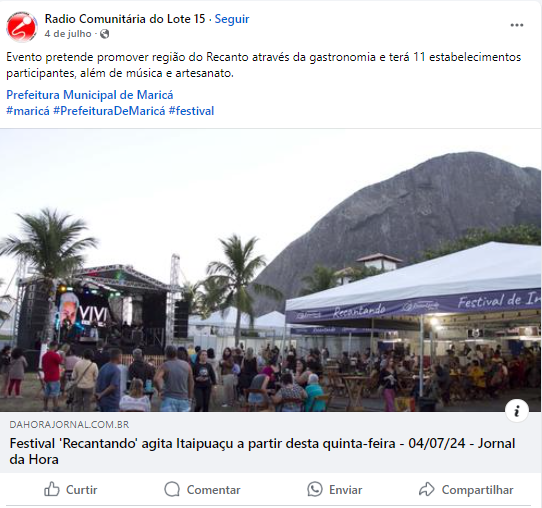 Radio Comunitária do Lote 15 · Seguir
4 de julho ·
Evento pretende promover região do Recanto através da gastronomia e terá 11 estabelecimentos
participantes, além de música e artesanato.
Prefeitura Municipal de Maricá
#maricá #PrefeituraDeMaricá #festival
VIVI
Recantando
Festival de In
DAHORAJORNAL.COM.BR
Festival 'Recantando' agita Itaipuaçu a partir desta quinta-feira - 04/07/24 - Jornal
da Hora
Curtir
Comentar
Enviar
Compartilhar